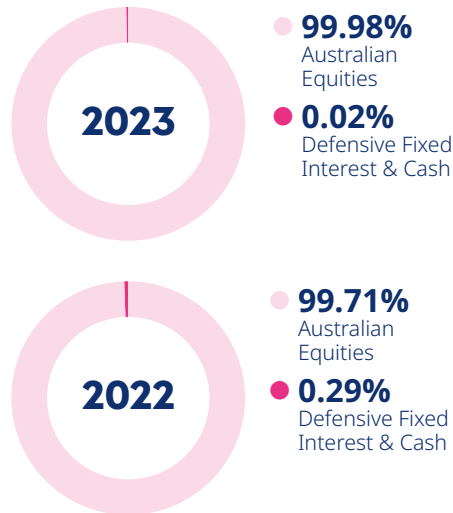 2023
99.98%
Australian
Equities
0.02%
Defensive Fixed
Interest & Cash
2022
99.71%
Australian
Equities
0.29%
Defensive Fixed
Interest & Cash